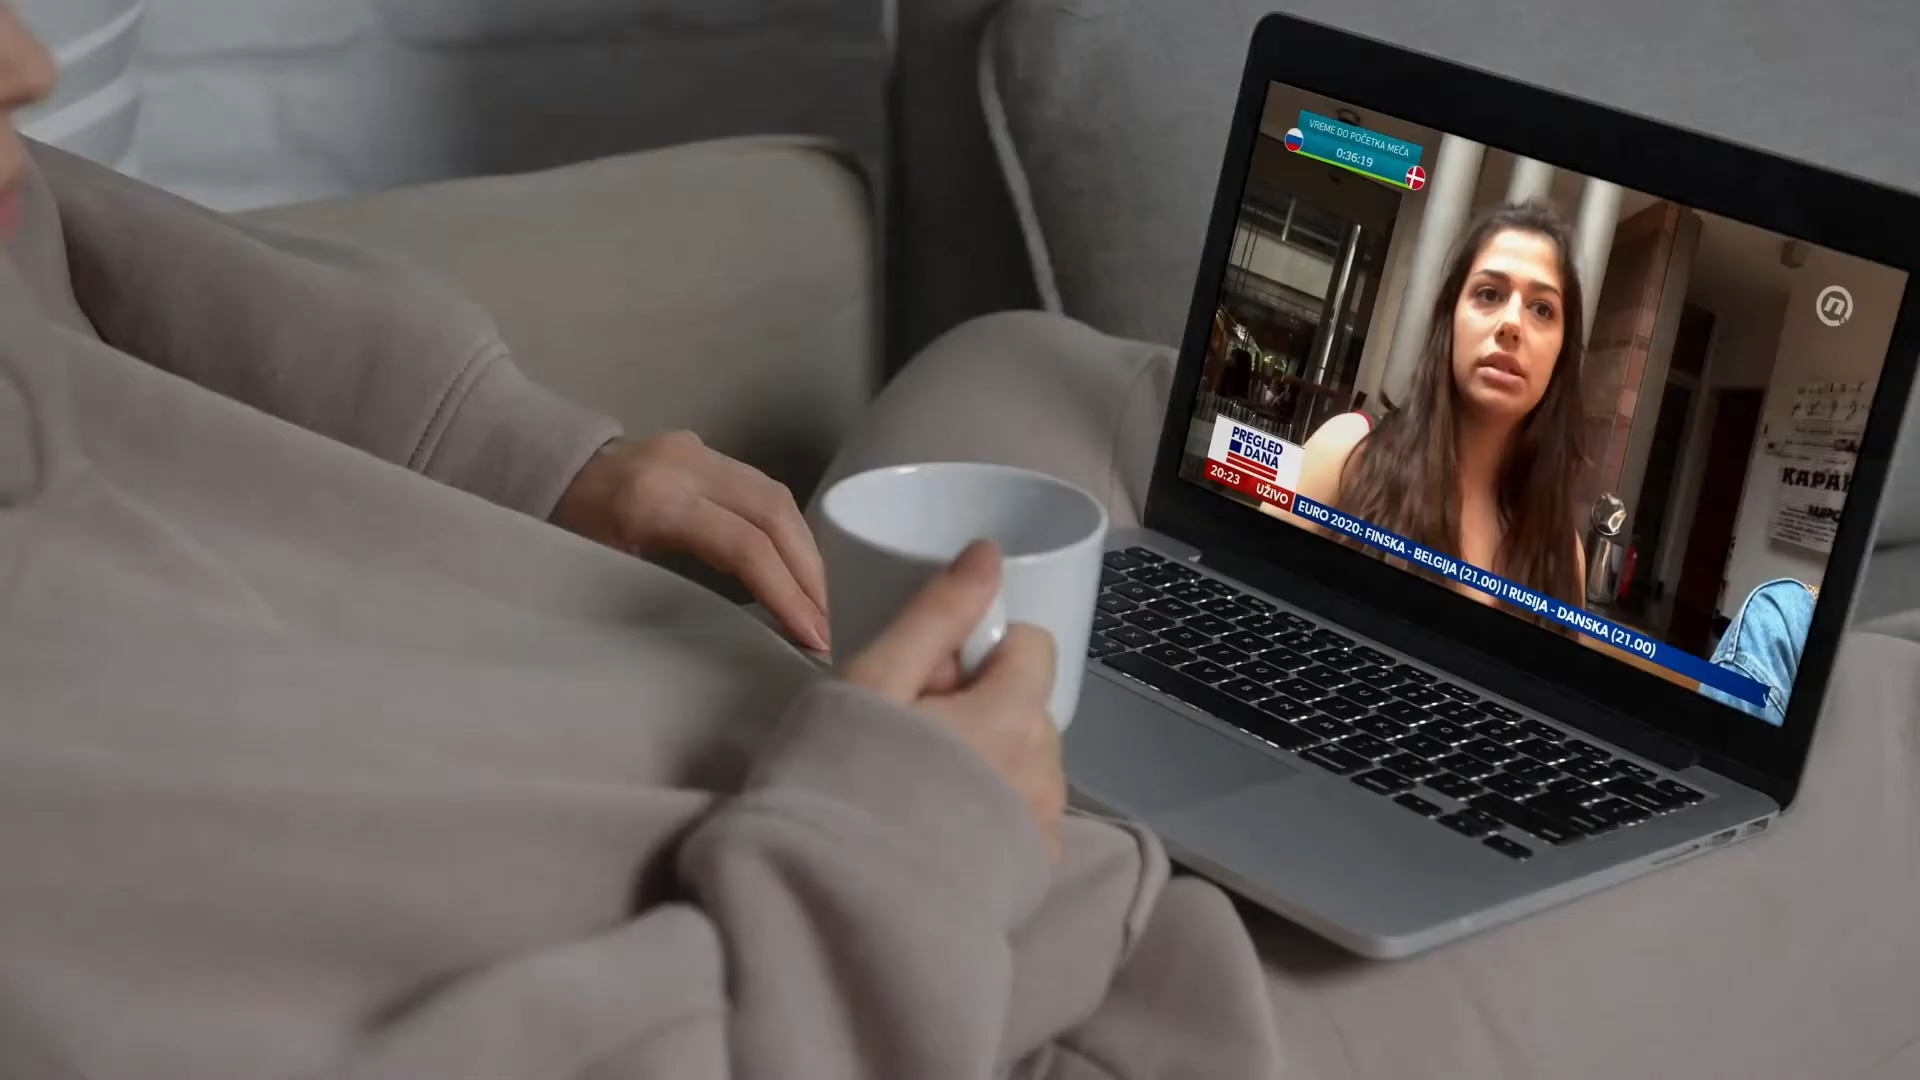 VREME DO POČETKA MEČA
0:36:19
PREGLED
DANA
20:23 UŽIVO
EURO 2020: FINSKA - BELGIJA (21.00) I RUSIJA - DANSKA (21.00)